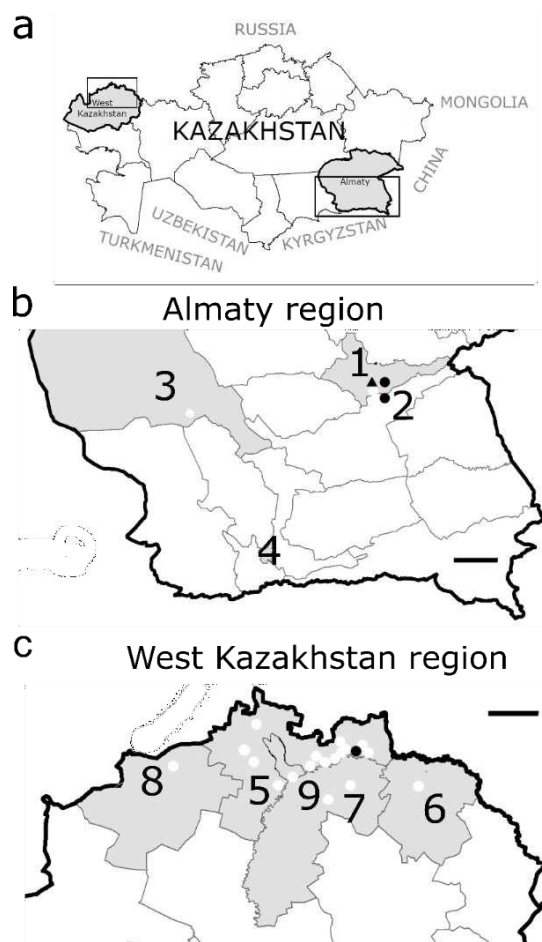 a
RUSSIA
West
Kazakhstan
MONGOLIA
KAZAKHSTAN
Almaty
CHINA
UZBEKISTAN
KYRGYZSTAN
TURKMENISTAN
b
Almaty region
1
3
2
4
c
West Kazakhstan region
8
5
9
7
6